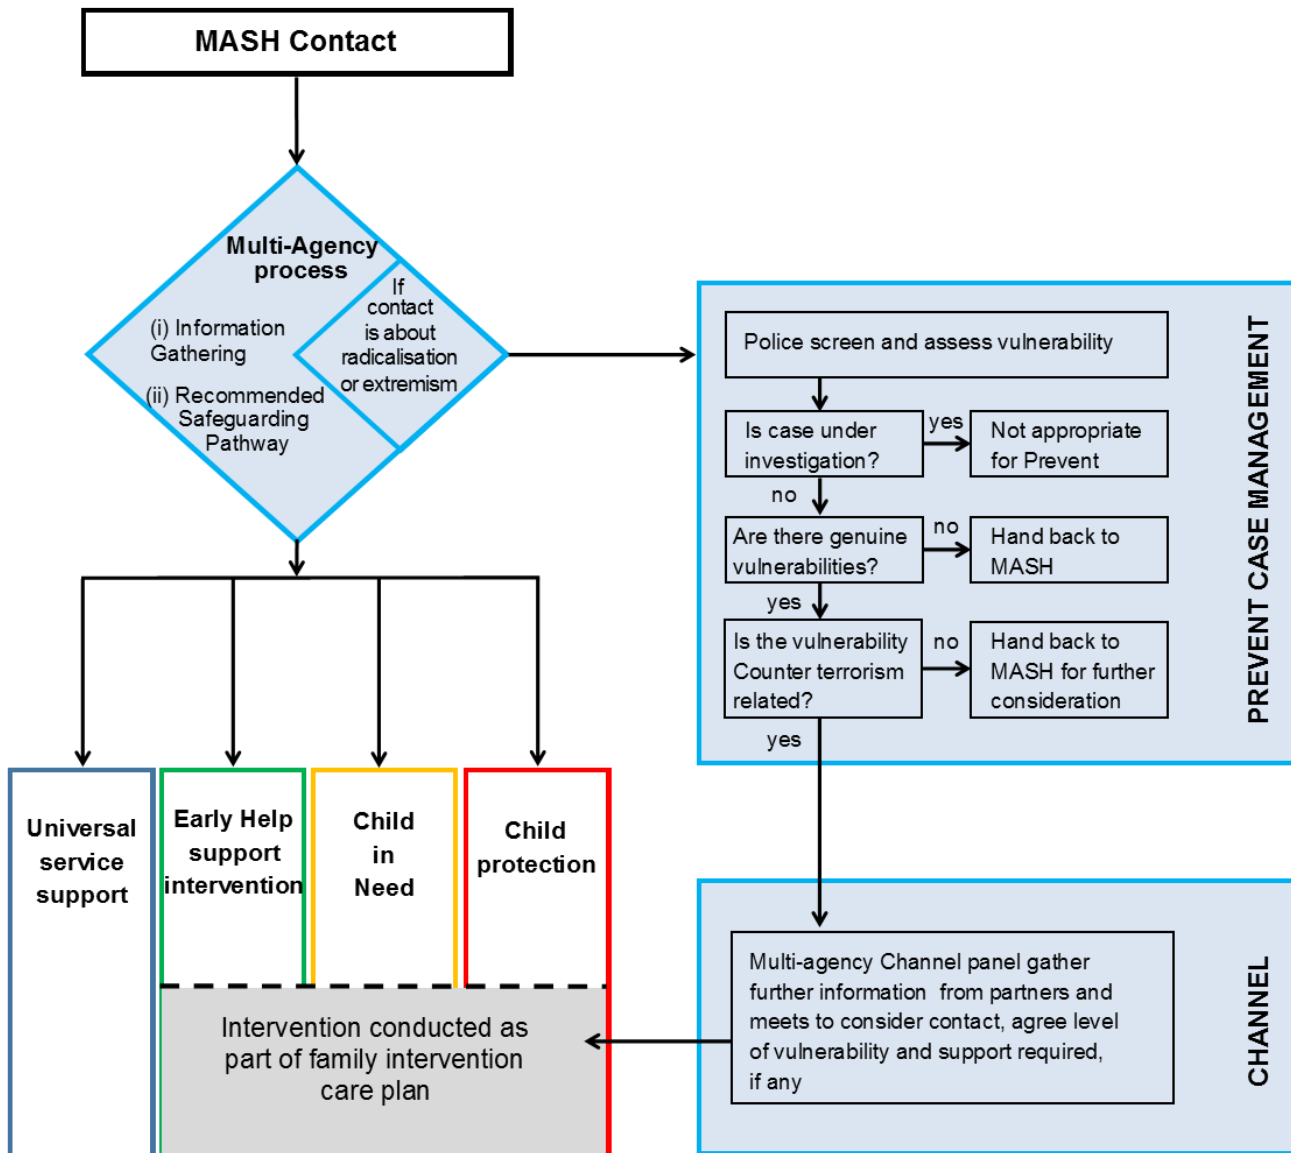 MASH Contact
Multi-Agency
process
(i) Information
Gathering
(ii) Recommended
Safeguarding
Pathway
If
contact
is about
radicalisation
or extremism
PREVENT CASE MANAGEMENT
Police screen and assess vulnerability
Is case under
investigation?
yes
Not appropriate
for Prevent
no
Are there genuine
vulnerabilities?
no
Hand back to
MASH
yes
Is the vulnerability
Counter terrorism
related?
no
Hand back to
MASH for further
consideration
yes
Universal
service
support
Early Help
support
intervention
Child
in
Need
Child
protection
Intervention conducted as
part of family intervention
care plan
Multi-agency Channel panel gather
further information from partners and
meets to consider contact, agree level
of vulnerability and support required,
if any
CHANNEL